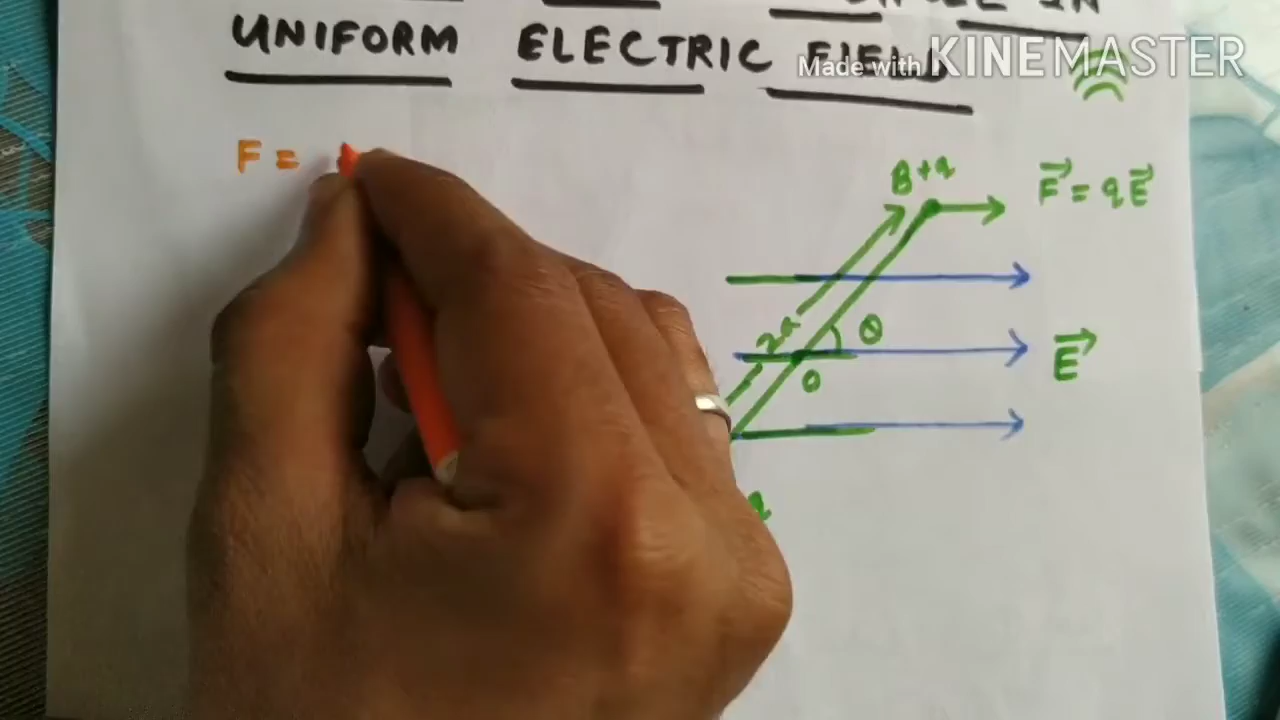 UNIFORM ELECTRIC FIELD
Made with KINEMASTER
F =
B+q
F⃗ = qE⃗
2a
θ
O
E⃗
q